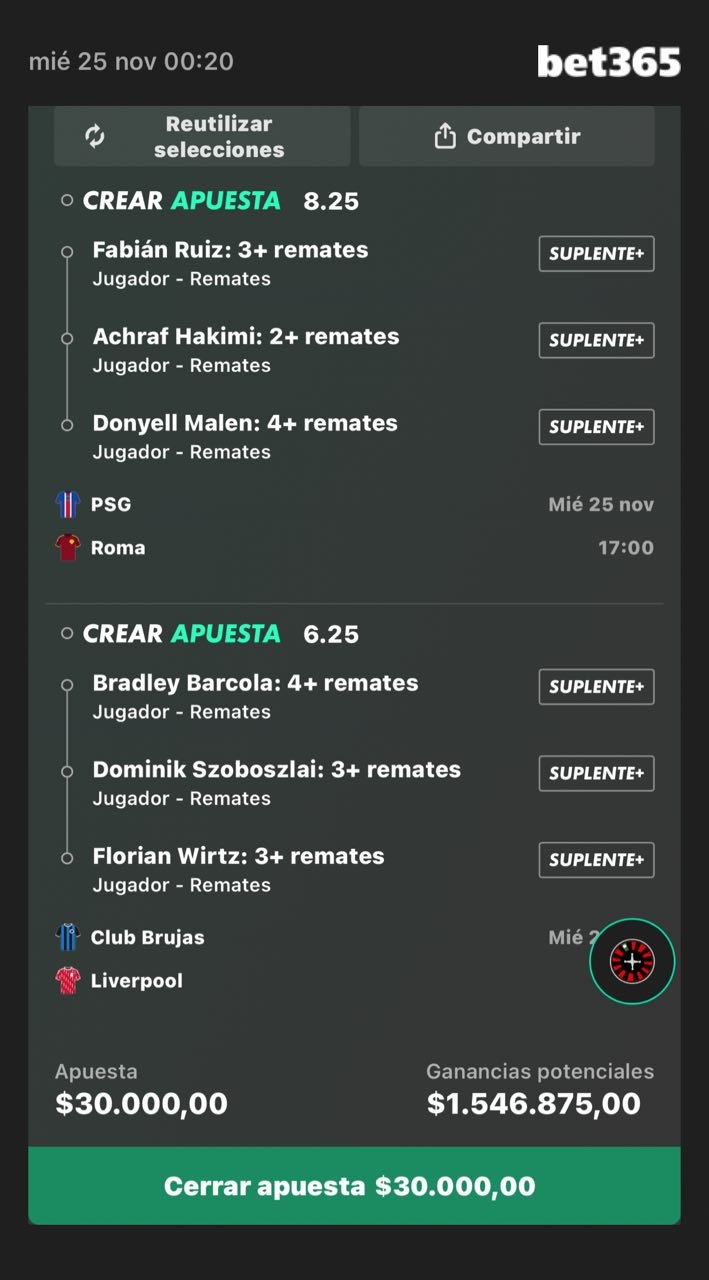 mié 25 nov 00:20
bet365
Reutilizar
selecciones
Compartir
CREAR APUESTA 8.25
Fabián Ruiz: 3+ remates
SUPLENTE+
Jugador - Remates
Achraf Hakimi: 2+ remates
SUPLENTE+
Jugador - Remates
Donyell Malen: 4+ remates
SUPLENTE+
Jugador - Remates
PSG
Mié 25 nov
Roma
17:00
CREAR APUESTA 6.25
Bradley Barcola: 4+ remates
SUPLENTE+
Jugador - Remates
Dominik Szoboszlai: 3+ remates
SUPLENTE+
Jugador - Remates
Florian Wirtz: 3+ remates
SUPLENTE+
Jugador - Remates
Club Brujas
Mié 2
Liverpool
Apuesta
Ganancias potenciales
$30.000,00
$1.546.875,00
Cerrar apuesta $30.000,00